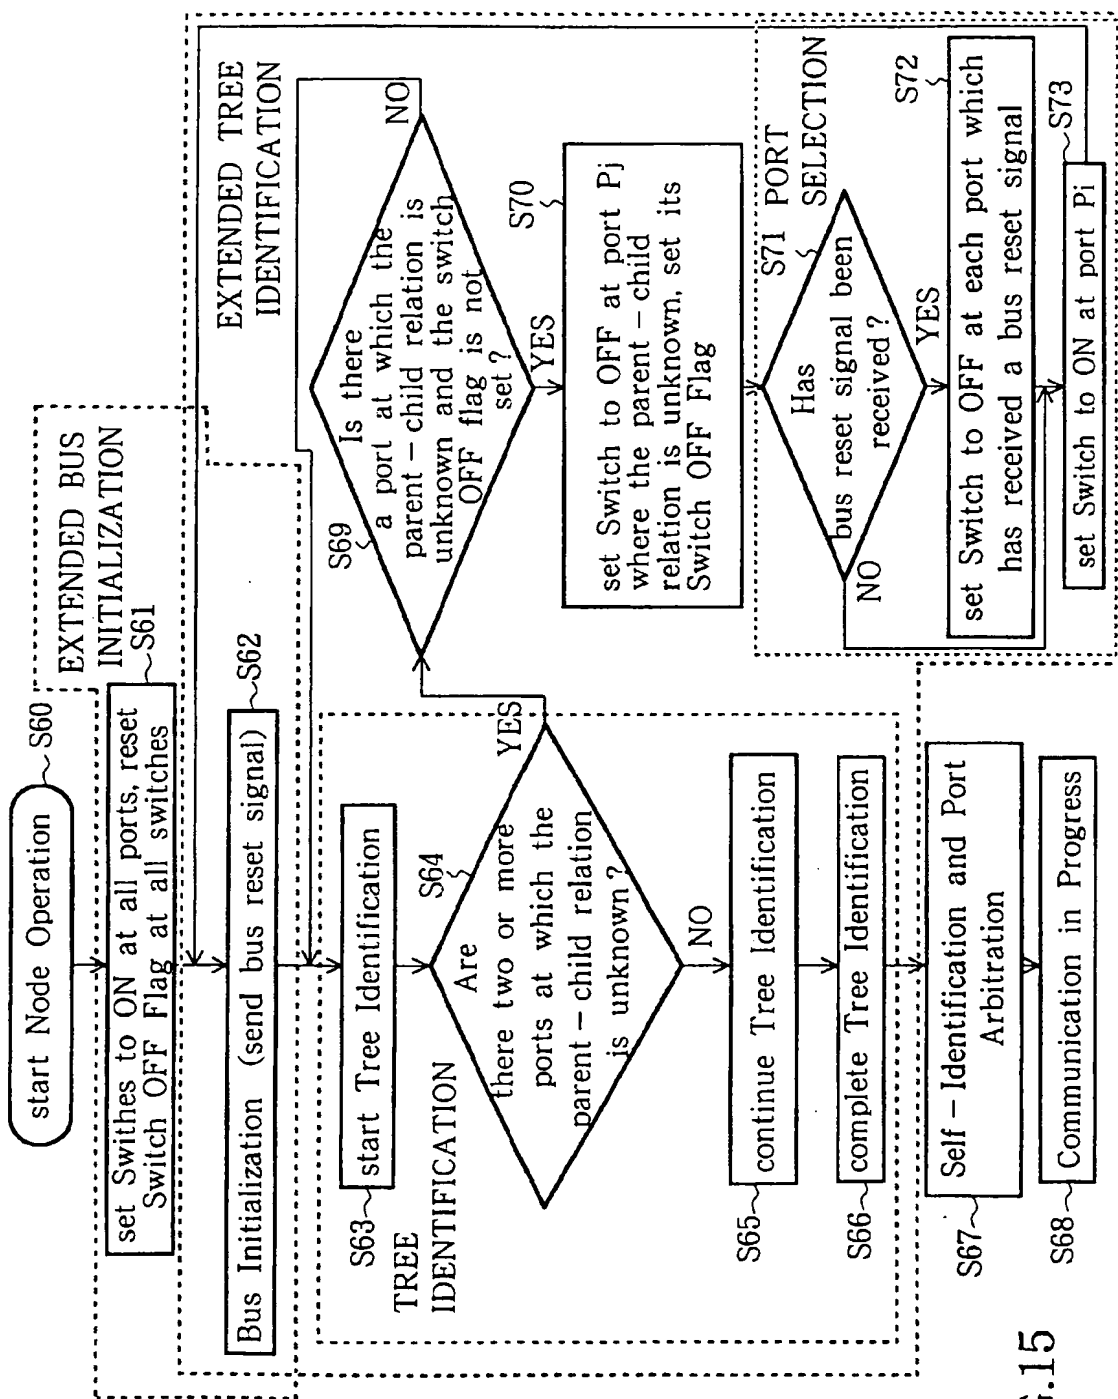 start Node Operation
S60
EXTENDED BUS
INITIALIZATION
S61
set Swithes to ON at all ports, reset
Switch OFF Flag at all switches
S62
Bus Initialization (send bus reset signal)
TREE
IDENTIFICATION
S63
start Tree Identification
S64
Are
there two or more
ports at which the
parent–child relation
is unknown?
YES
NO
S65
continue Tree Identification
S66
complete Tree Identification
S67
Self–Identification and Port
Arbitration
S68
Communication in Progress
EXTENDED TREE
IDENTIFICATION
S69
Is there
a port at which the
parent–child relation is
unknown and the switch
OFF flag is not
set?
NO
YES
S70
set Switch to OFF at port Pj
where the parent–child
relation is unknown, set its
Switch OFF Flag
S71
PORT
SELECTION
Has
bus reset signal been
received?
NO
YES
S72
set Switch to OFF at each port which
has received a bus reset signal
S73
set Switch to ON at port Pi
.15